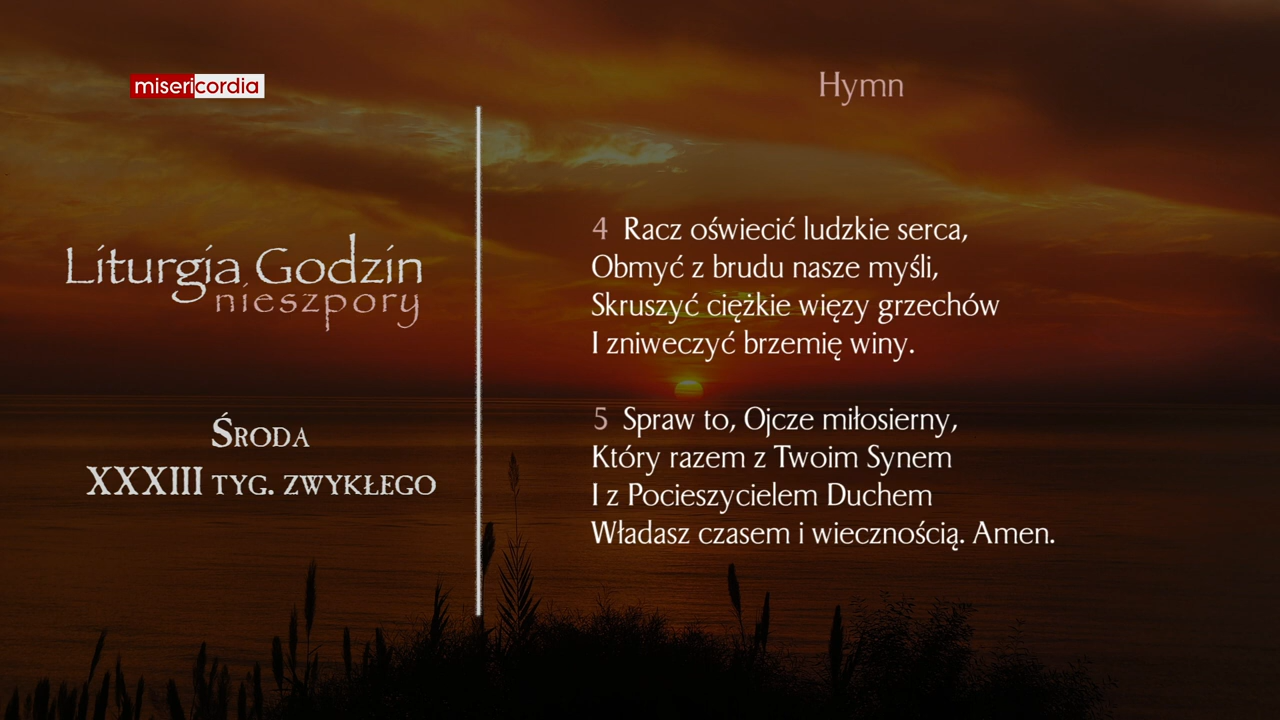 misericordia
Liturgia Godzin
nieszpory
Środa
XXXIII tyg. zwykłego
Hymn
4 Racz oświecić ludzkie serca,
Obmyć z brudu nasze myśli,
Skruszyć ciężkie więzy grzechów
I zniweczyć brzemię winy.
5 Spraw to, Ojcze miłosierny,
Który razem z Twoim Synem
I z Pocieszycielem Duchem
Władasz czasem i wiecznością. Amen.